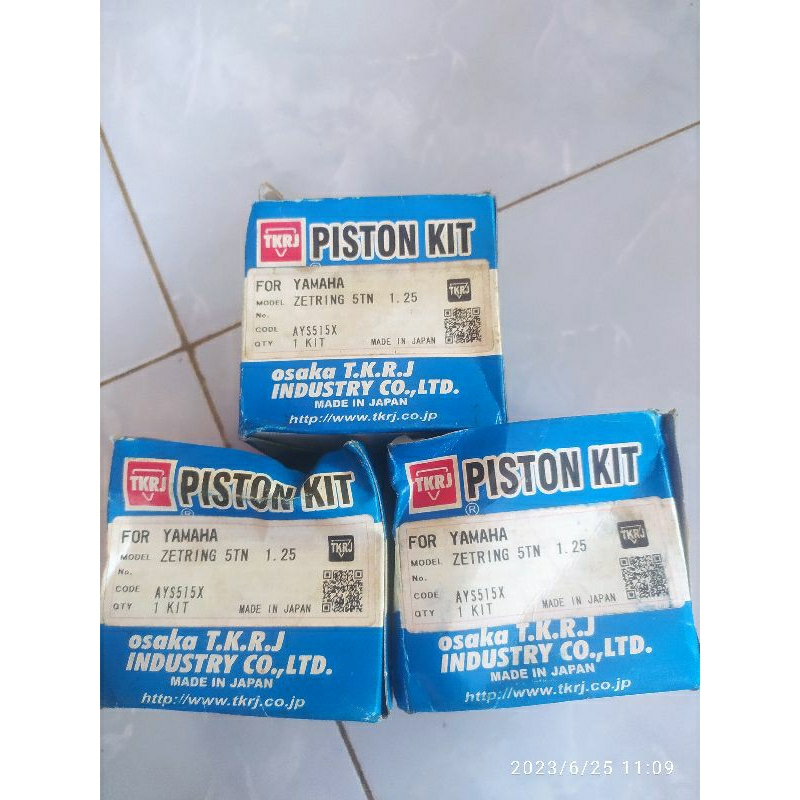 TKRJ PISTON KIT
®
FOR YAMAHA
MODEL ZETRING 5TN 1.25
No.
TKRJ
CODE AYS515X
QTY 1 KIT MADE IN JAPAN
osaka T.K.R.J
INDUSTRY CO.,LTD.
MADE IN JAPAN
http://www.tkrj.co.jp
TKRJ PISTON KIT
®
FOR YAMAHA
MODEL ZETRING 5TN 1.25
No.
TKRJ
CODE AYS515X
QTY 1 KIT MADE IN JAPAN
osaka T.K.R.J
INDUSTRY CO.,LTD.
MADE IN JAPAN
http://www.tkrj.co.jp
TKRJ PISTON KIT
®
FOR YAMAHA
MODEL ZETRING 5TN 1.25
No.
TKRJ
CODE AYS515X
QTY 1 KIT MADE IN JAPAN
osaka T.K.R.J
INDUSTRY CO.,LTD.
MADE IN JAPAN
http://www.tkrj.co.jp
2023/6/25 11:09